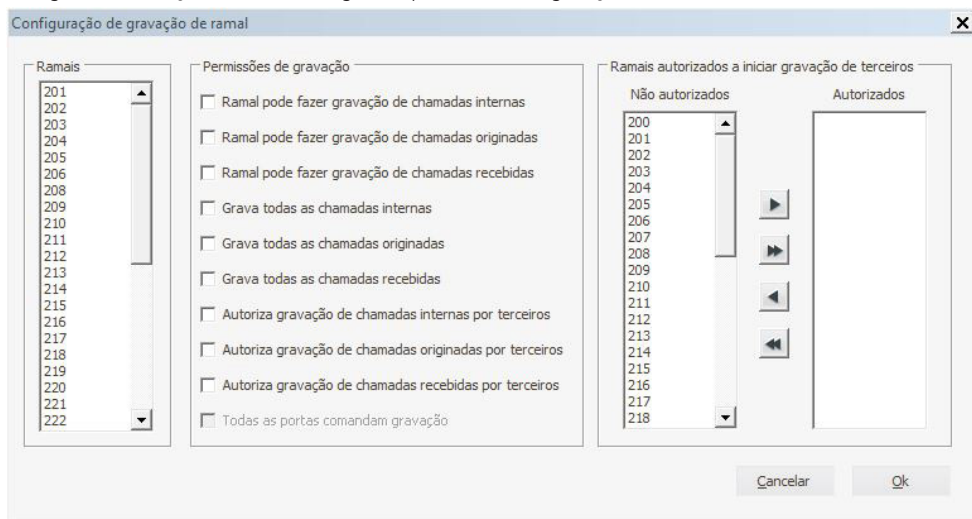 Configuração de gravação de ramal
Ramais
201
202
203
204
205
206
208
209
210
211
212
213
214
215
216
217
218
219
220
221
222
Permissões de gravação
Ramal pode fazer gravação de chamadas internas
Ramal pode fazer gravação de chamadas originadas
Ramal pode fazer gravação de chamadas recebidas
Grava todas as chamadas internas
Grava todas as chamadas originadas
Grava todas as chamadas recebidas
Autoriza gravação de chamadas internas por terceiros
Autoriza gravação de chamadas originadas por terceiros
Autoriza gravação de chamadas recebidas por terceiros
Todas as portas comandam gravação
Ramais autorizados a iniciar gravação de terceiros
Não autorizados
200
201
202
203
204
205
206
207
208
209
210
211
212
213
214
215
216
217
218
Autorizados
Cancelar
Ok